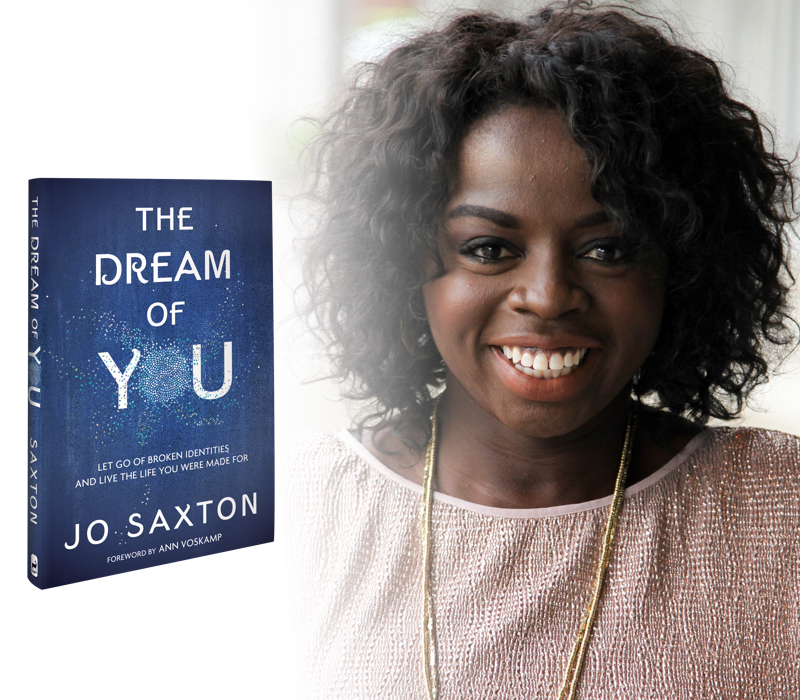 THE
DREAM
OF
YOU
LET GO OF BROKEN IDENTITIES
AND LIVE THE LIFE YOU WERE MADE FOR
JO SAXTON
FOREWORD BY ANN VOSKAMP
THE DREAM OF YOU SAXTON